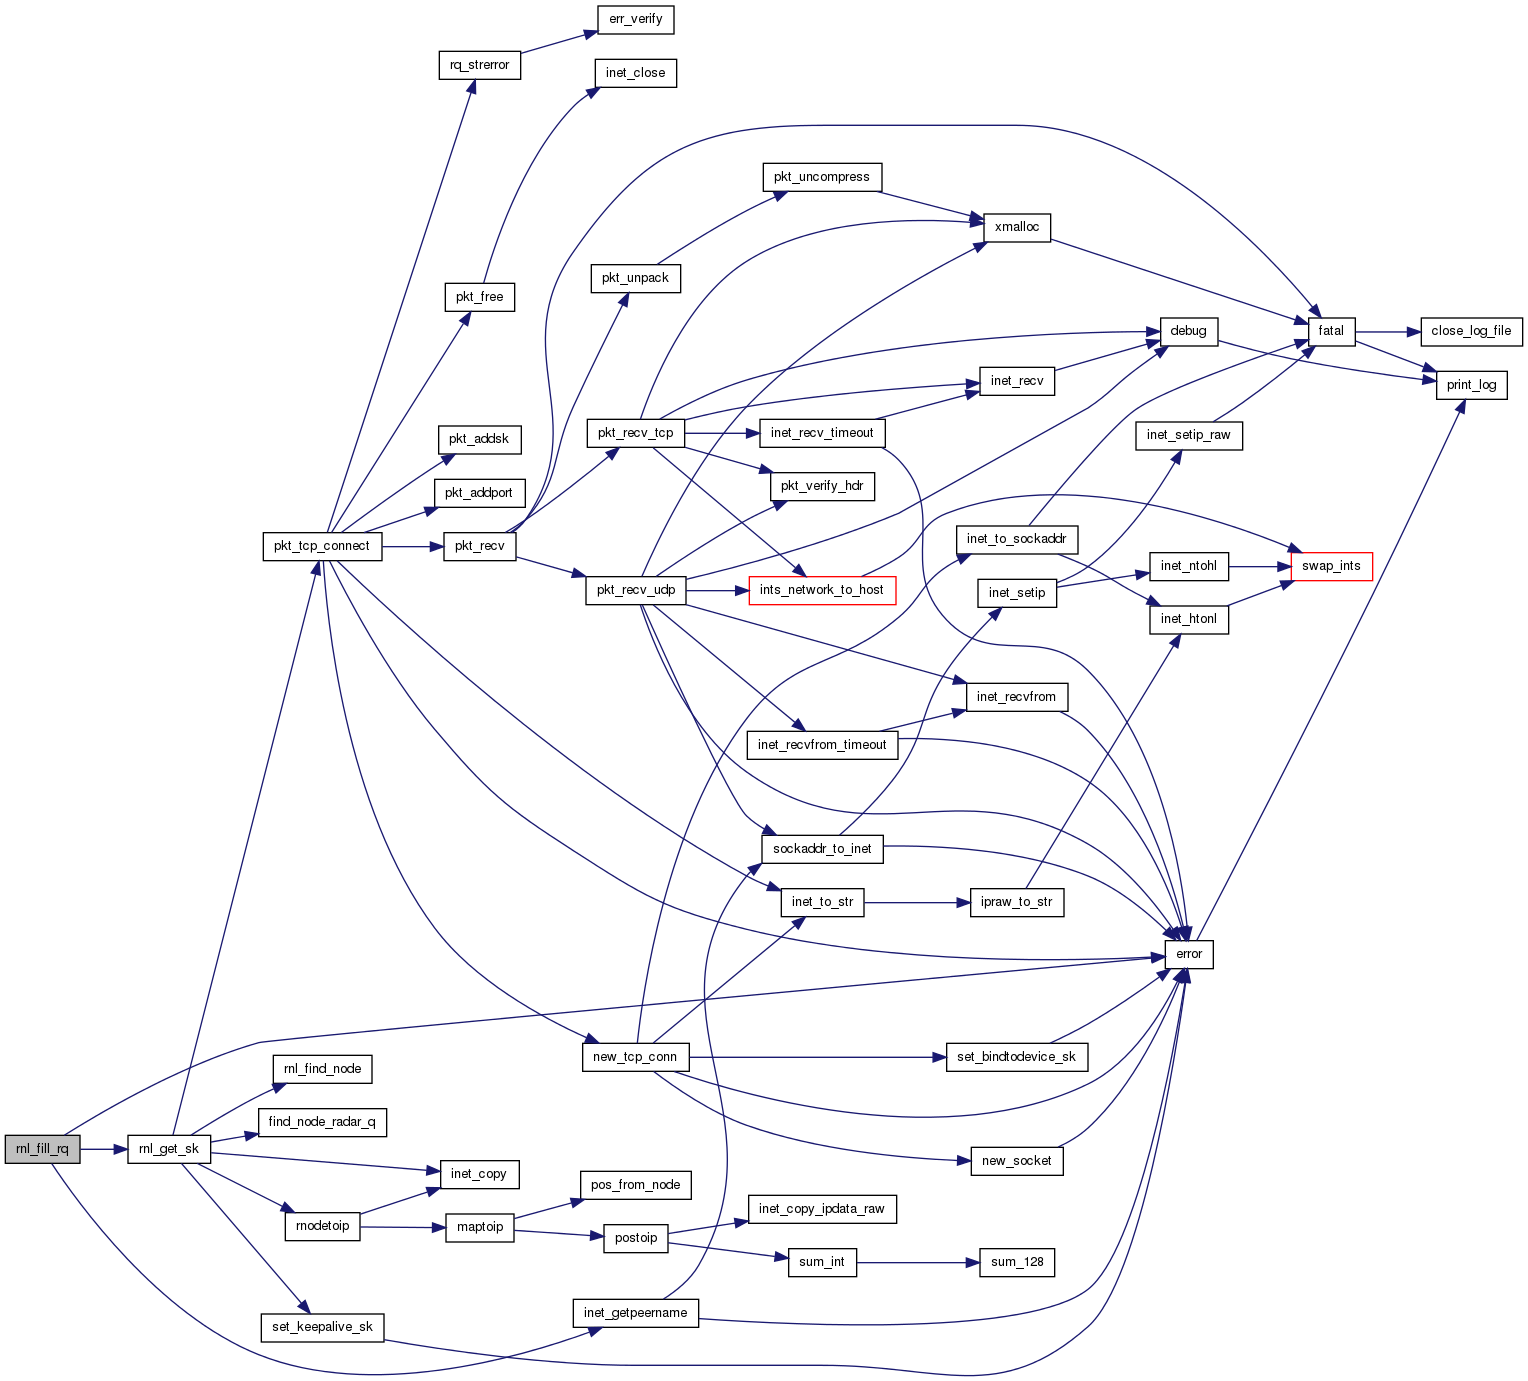 err_verify
rq_strerror
inet_close
pkt_uncompress
xmalloc
pkt_unpack
pkt_free
debug
fatal
close_log_file
inet_recv
print_log
pkt_addsk
pkt_recv_tcp
inet_recv_timeout
inet_setip_raw
pkt_addport
pkt_verify_hdr
pkt_tcp_connect
pkt_recv
inet_to_sockaddr
inet_ntohl
swap_ints
pkt_recv_udp
ints_network_to_host
inet_setip
inet_htonl
inet_recvfrom
inet_recvfrom_timeout
sockaddr_to_inet
inet_to_str
ipraw_to_str
error
new_tcp_conn
set_bindtodevice_sk
rnl_find_node
find_node_radar_q
rnl_fill_rq
rnl_get_sk
new_socket
inet_copy
pos_from_node
inet_copy_ipdata_raw
rnodetoip
maptoip
postoip
sum_int
sum_128
inet_getpeername
set_keepalive_sk